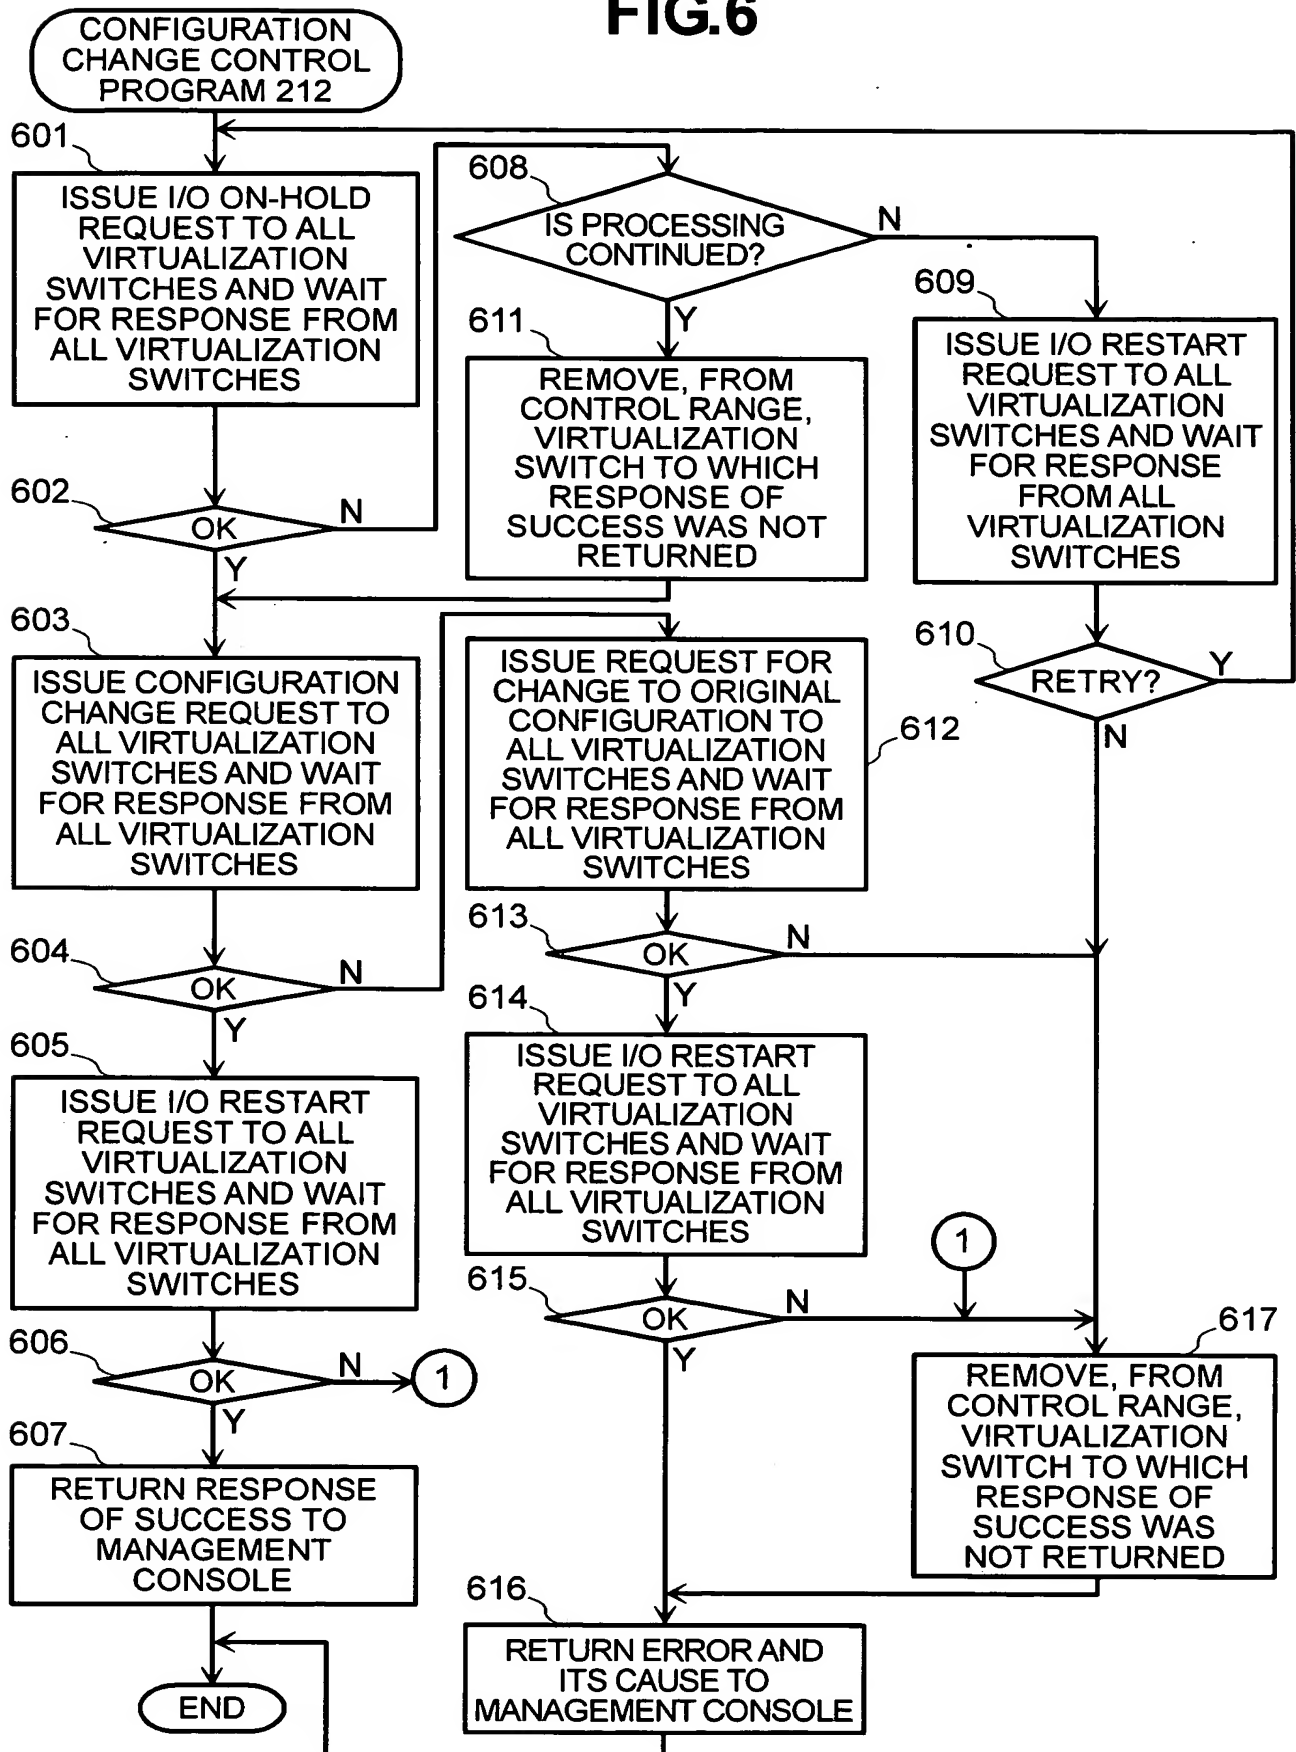 FIG.6
CONFIGURATION
CHANGE CONTROL
PROGRAM 212
601
ISSUE I/O ON-HOLD
REQUEST TO ALL
VIRTUALIZATION
SWITCHES AND WAIT
FOR RESPONSE FROM
ALL VIRTUALIZATION
SWITCHES
602
OK
N
Y
603
ISSUE CONFIGURATION
CHANGE REQUEST TO
ALL VIRTUALIZATION
SWITCHES AND WAIT
FOR RESPONSE FROM
ALL VIRTUALIZATION
SWITCHES
604
OK
N
Y
605
ISSUE I/O RESTART
REQUEST TO ALL
VIRTUALIZATION
SWITCHES AND WAIT
FOR RESPONSE FROM
ALL VIRTUALIZATION
SWITCHES
606
OK
N
1
Y
607
RETURN RESPONSE
OF SUCCESS TO
MANAGEMENT
CONSOLE
END
608
IS PROCESSING
CONTINUED?
N
Y
611
REMOVE, FROM
CONTROL RANGE,
VIRTUALIZATION
SWITCH TO WHICH
RESPONSE OF
SUCCESS WAS NOT
RETURNED
612
ISSUE REQUEST FOR
CHANGE TO ORIGINAL
CONFIGURATION TO
ALL VIRTUALIZATION
SWITCHES AND WAIT
FOR RESPONSE FROM
ALL VIRTUALIZATION
SWITCHES
613
OK
N
Y
614
ISSUE I/O RESTART
REQUEST TO ALL
VIRTUALIZATION
SWITCHES AND WAIT
FOR RESPONSE FROM
ALL VIRTUALIZATION
SWITCHES
615
OK
N
Y
616
RETURN ERROR AND
ITS CAUSE TO
MANAGEMENT CONSOLE
609
ISSUE I/O RESTART
REQUEST TO ALL
VIRTUALIZATION
SWITCHES AND WAIT
FOR RESPONSE
FROM ALL
VIRTUALIZATION
SWITCHES
610
RETRY?
Y
N
1
617
REMOVE, FROM
CONTROL RANGE,
VIRTUALIZATION
SWITCH TO WHICH
RESPONSE OF
SUCCESS WAS
NOT RETURNED